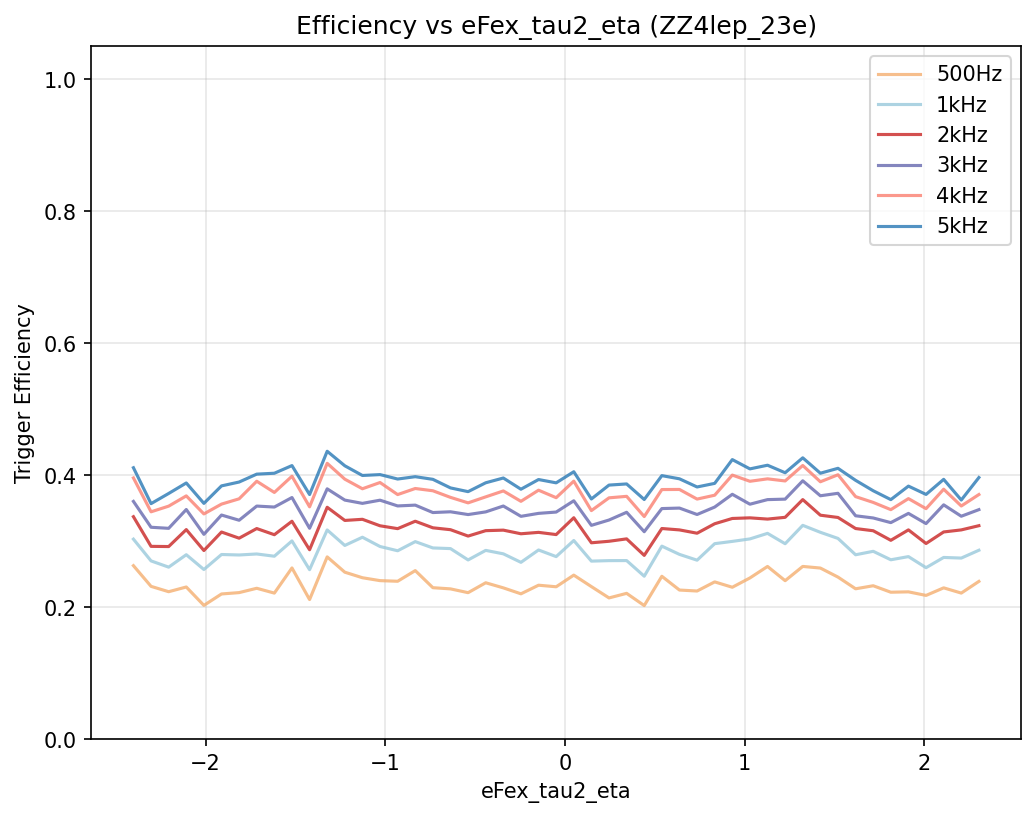 Efficiency vs eFex_tau2_eta (ZZ4lep_23e)
500Hz
1kHz
2kHz
3kHz
4kHz
5kHz
Trigger Efficiency
1.0
0.8
0.6
0.4
0.2
0.0
−2
−1
0
1
2
eFex_tau2_eta